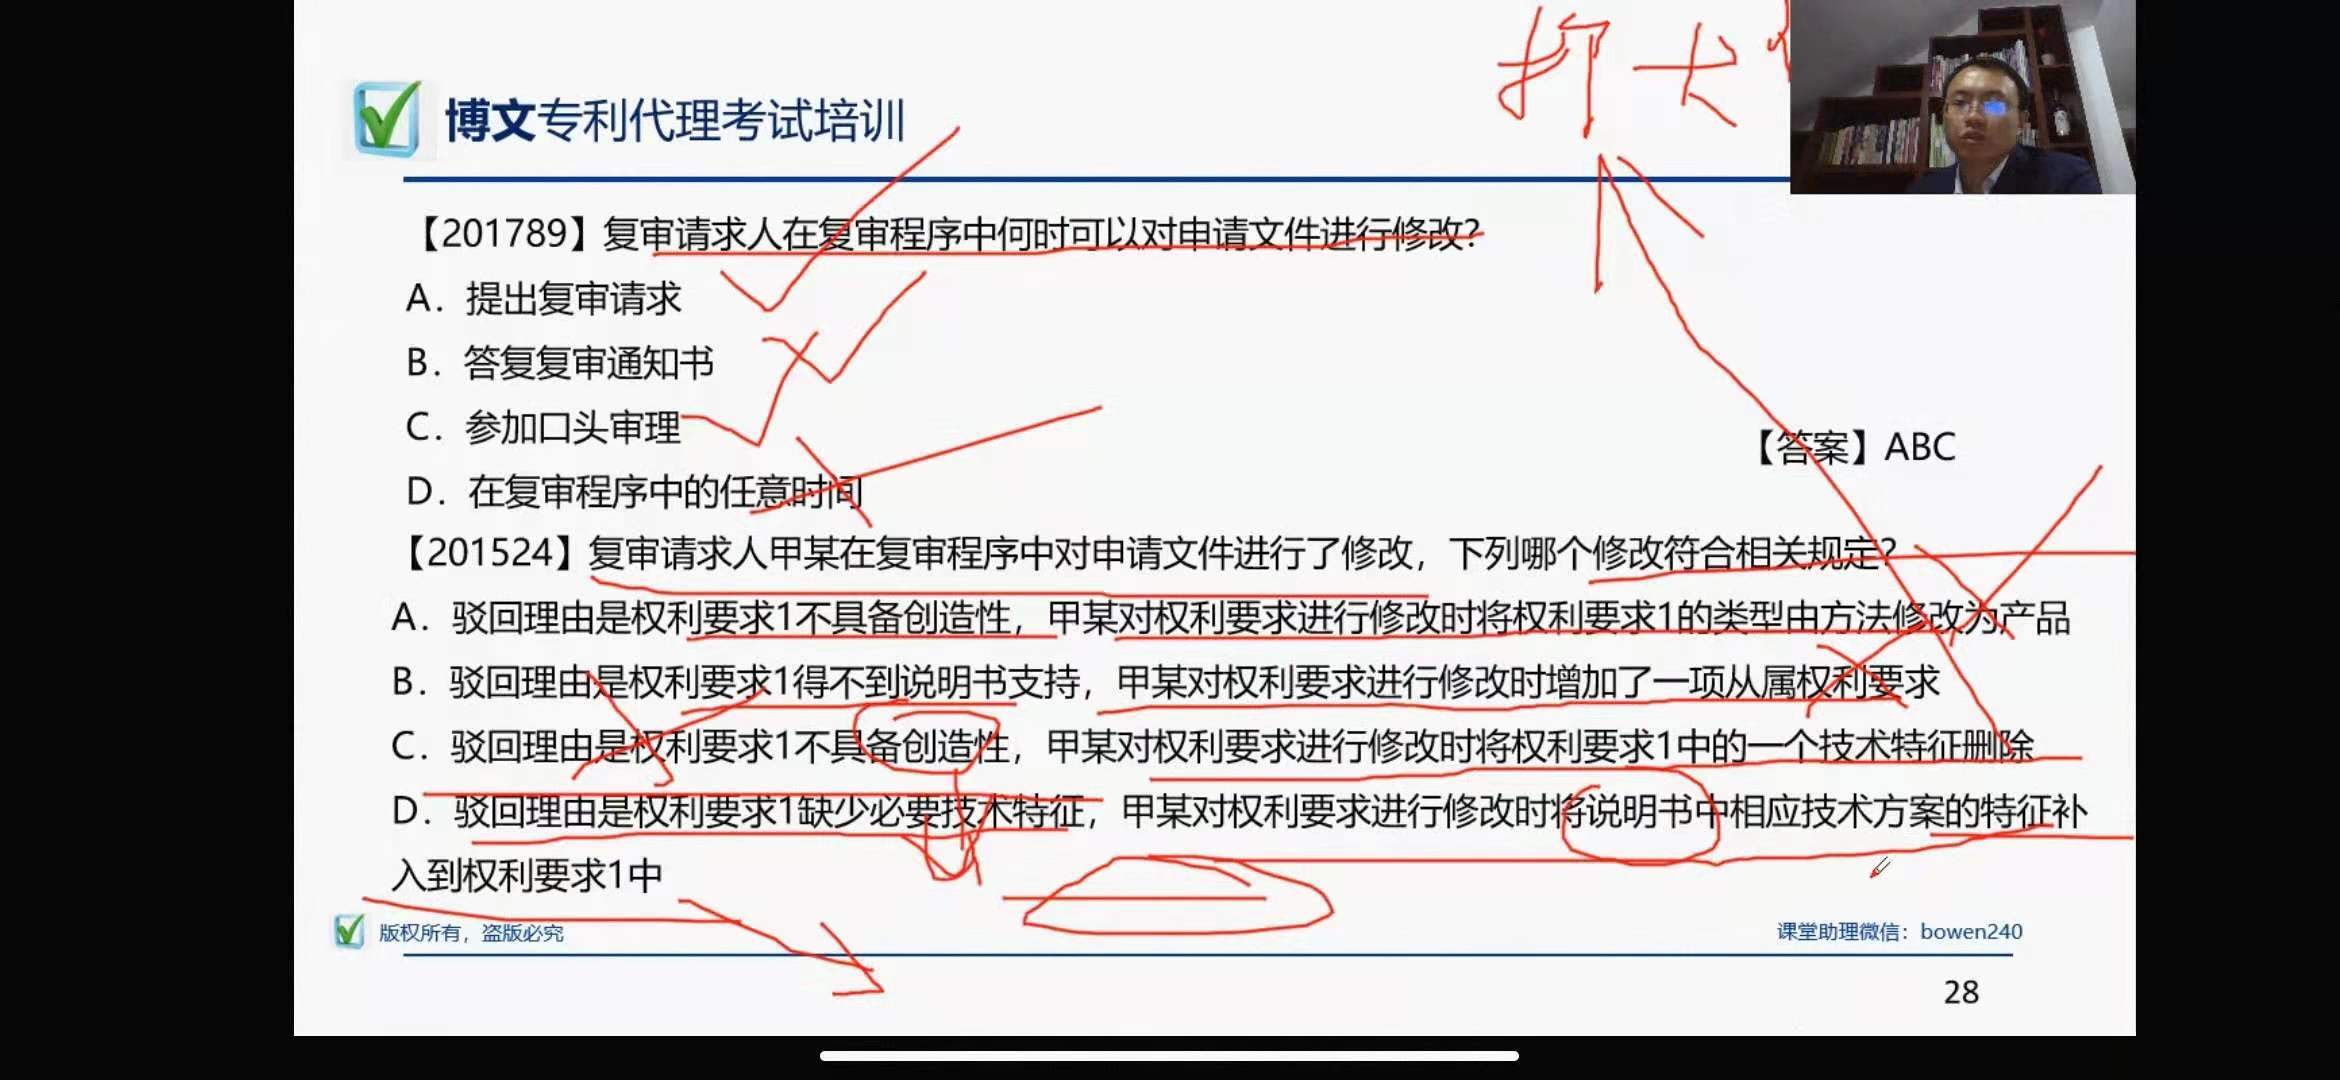 博文专利代理考试培训
【201789】复审请求人在复审程序中何时可以对申请文件进行修改?
A. 提出复审请求
B. 答复复审通知书
C. 参加口头审理
【答案】ABC
D. 在复审程序中的任意时间
【201524】复审请求人甲某在复审程序中对申请文件进行了修改，下列哪个修改符合相关规定?
A. 驳回理由是权利要求1不具备创造性，甲某对权利要求进行修改时将权利要求1的类型由方法修改为产品
B. 驳回理由是权利要求1得不到说明书支持，甲某对权利要求进行修改时增加了一项从属权利要求
C. 驳回理由是权利要求1不具备创造性，甲某对权利要求进行修改时将权利要求1中的一个技术特征删除
D. 驳回理由是权利要求1缺少必要技术特征，甲某对权利要求进行修改时将说明书中相应技术方案的特征补
入到权利要求1中
版权所有，盗版必究
课堂助理微信：bowen240
28